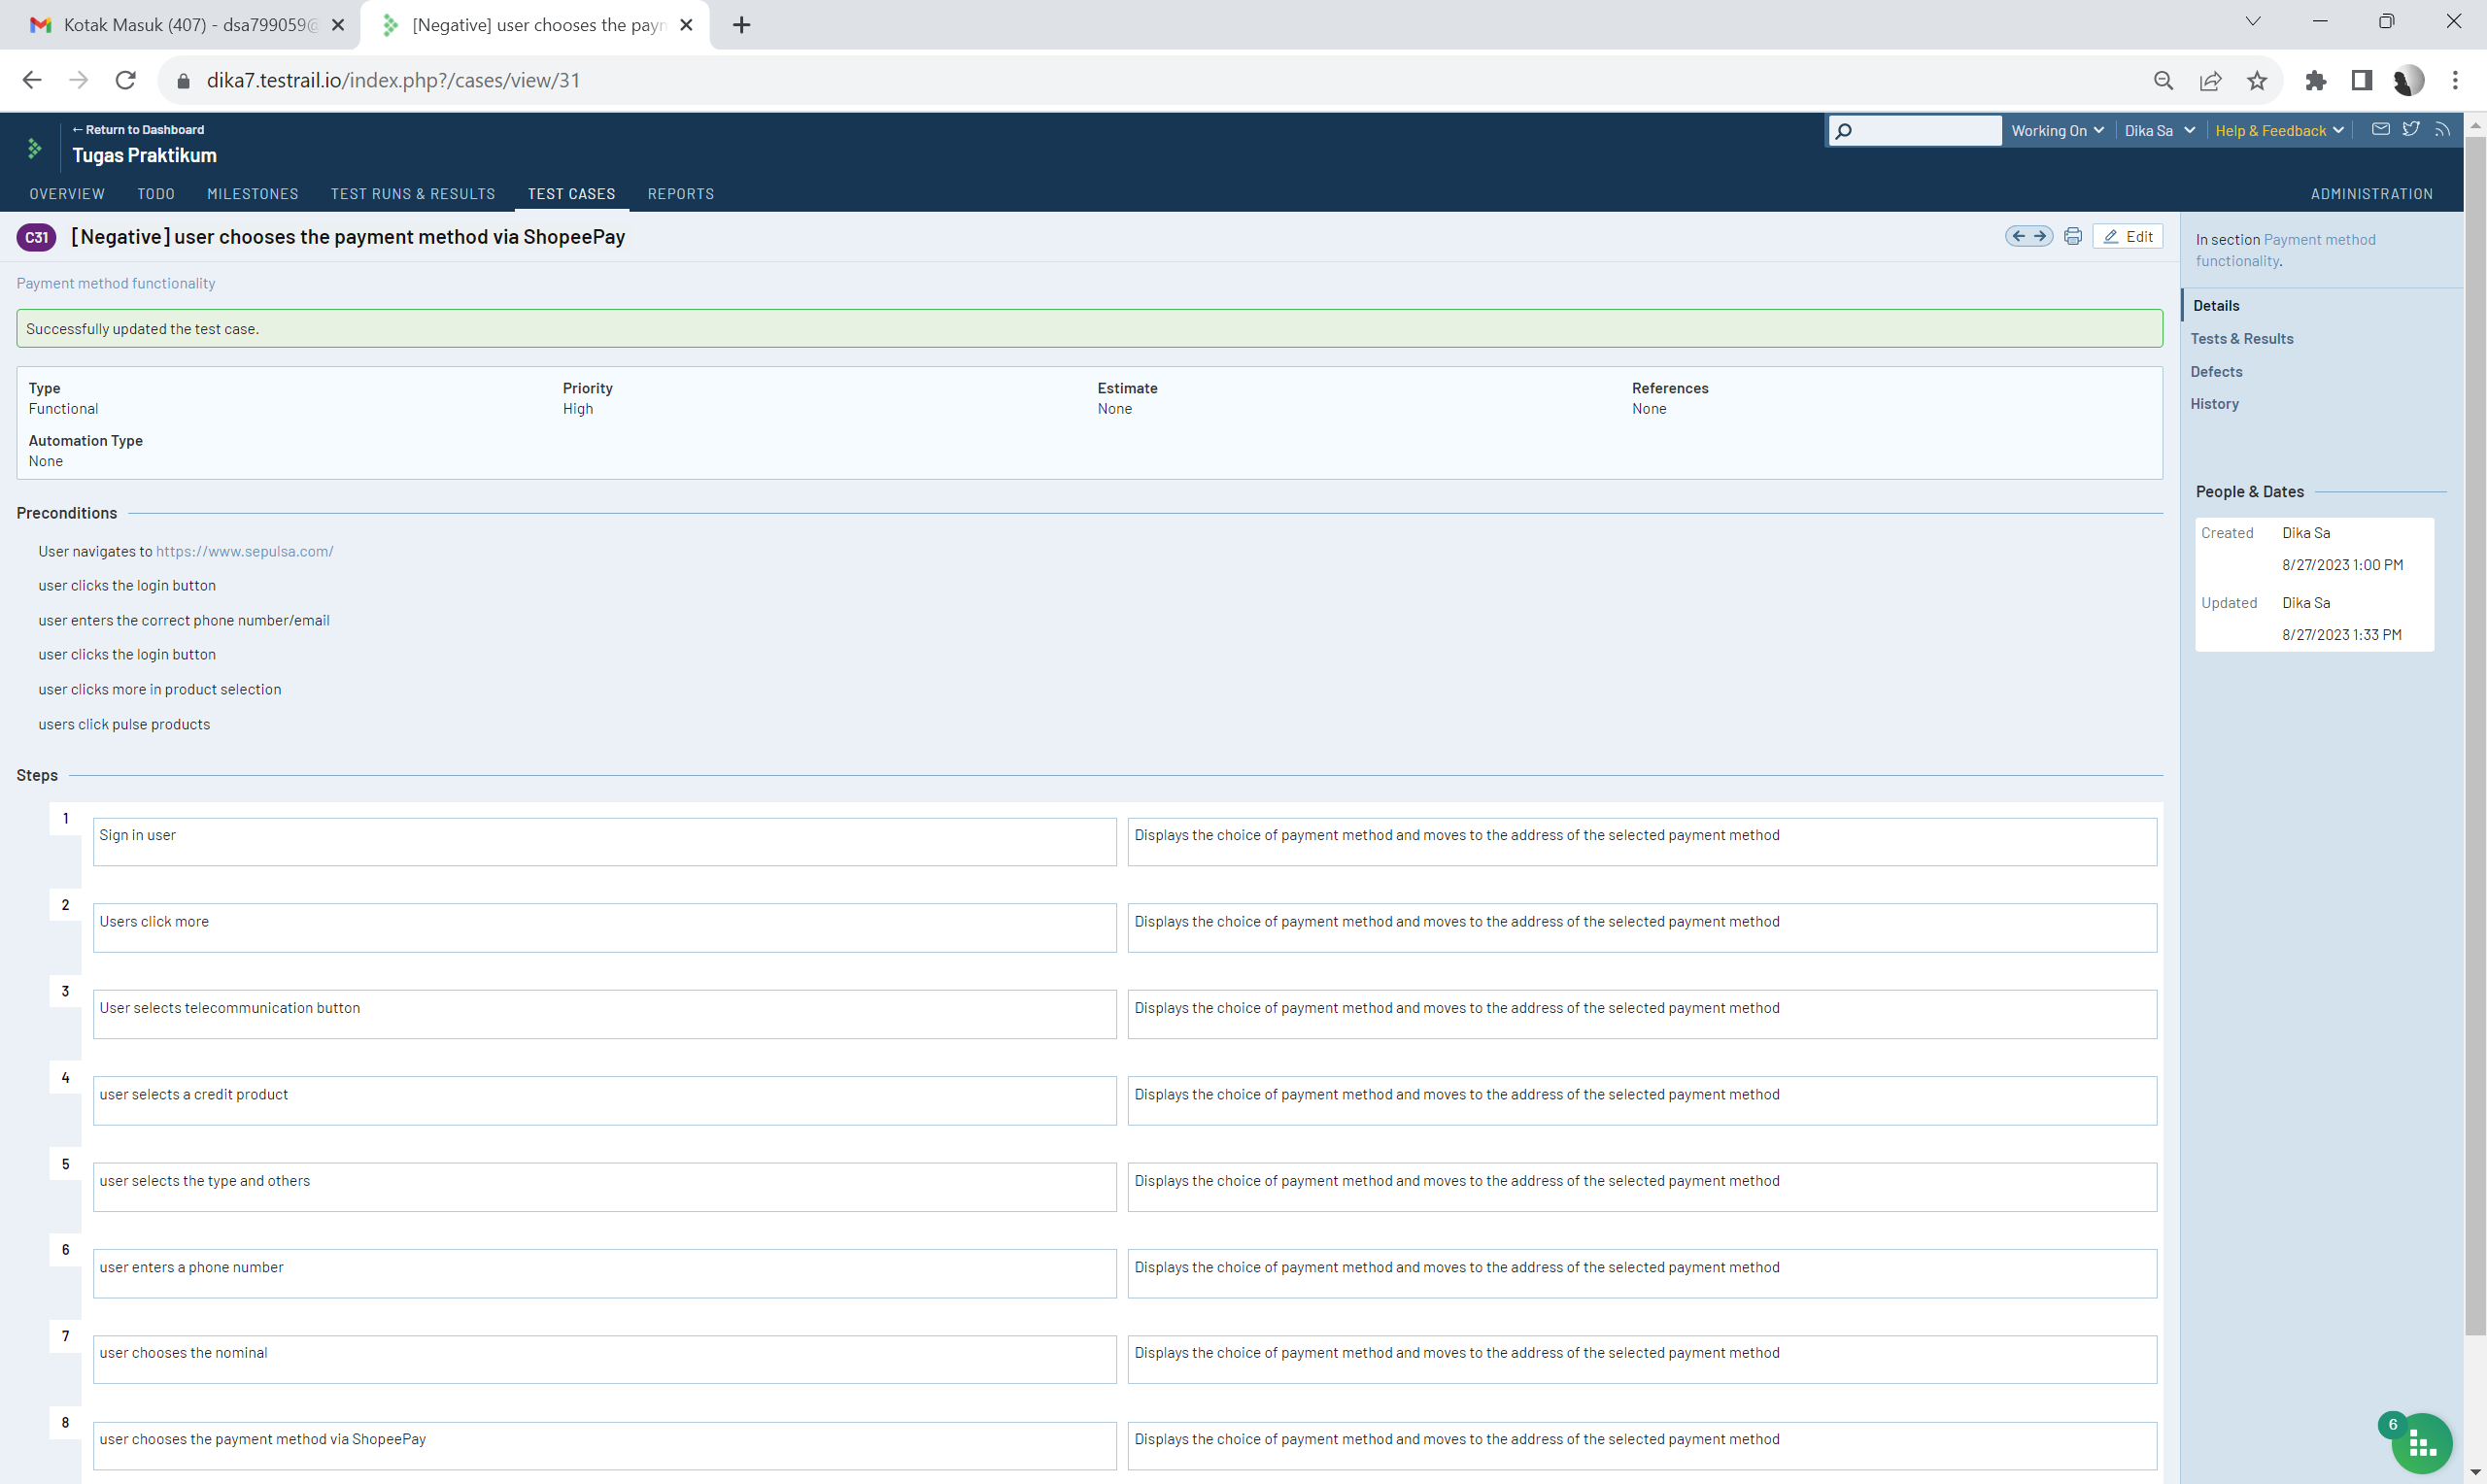 Kotak Masuk (407) - dsa799059@
[Negative] user chooses the payn
dika7.testrail.io/index.php?/cases/view/31
← Return to Dashboard
Tugas Praktikum
Working On
Dika Sa
Help & Feedback
OVERVIEW TODO MILESTONES TEST RUNS & RESULTS TEST CASES REPORTS ADMINISTRATION
C31 [Negative] user chooses the payment method via ShopeePay
Edit
Payment method functionality
Successfully updated the test case.
Type Priority Estimate References
Functional High None None
Automation Type
None
Preconditions
User navigates to https://www.sepulsa.com/
user clicks the login button
user enters the correct phone number/email
user clicks the login button
user clicks more in product selection
users click pulse products
Steps
1 Sign in user Displays the choice of payment method and moves to the address of the selected payment method
2 Users click more Displays the choice of payment method and moves to the address of the selected payment method
3 User selects telecommunication button Displays the choice of payment method and moves to the address of the selected payment method
4 user selects a credit product Displays the choice of payment method and moves to the address of the selected payment method
5 user selects the type and others Displays the choice of payment method and moves to the address of the selected payment method
6 user enters a phone number Displays the choice of payment method and moves to the address of the selected payment method
7 user chooses the nominal Displays the choice of payment method and moves to the address of the selected payment method
8 user chooses the payment method via ShopeePay Displays the choice of payment method and moves to the address of the selected payment method
In section Payment method
functionality.
Details
Tests & Results
Defects
History
People & Dates
Created Dika Sa
8/27/2023 1:00 PM
Updated Dika Sa
8/27/2023 1:33 PM
6